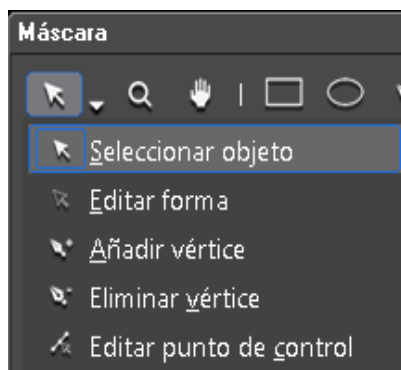 Máscara
Seleccionar objeto
Editar forma
Añadir vértice
Eliminar vértice
Editar punto de control